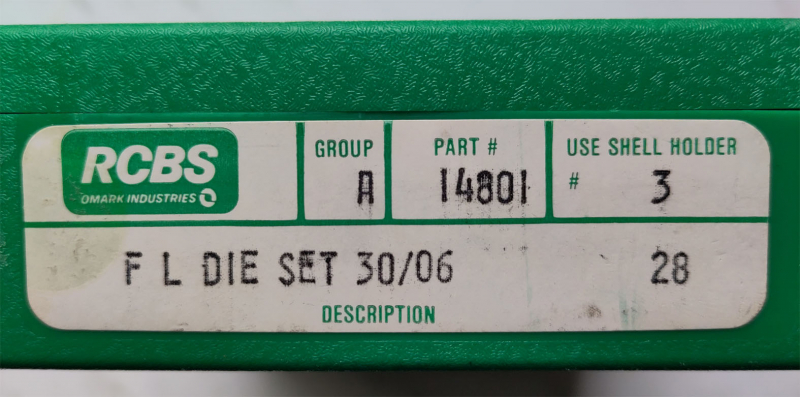 RCBS
OMARK INDUSTRIES
GROUP
A
PART #
14801
USE SHELL HOLDER
# 3
F L DIE SET 30/06 28
DESCRIPTION